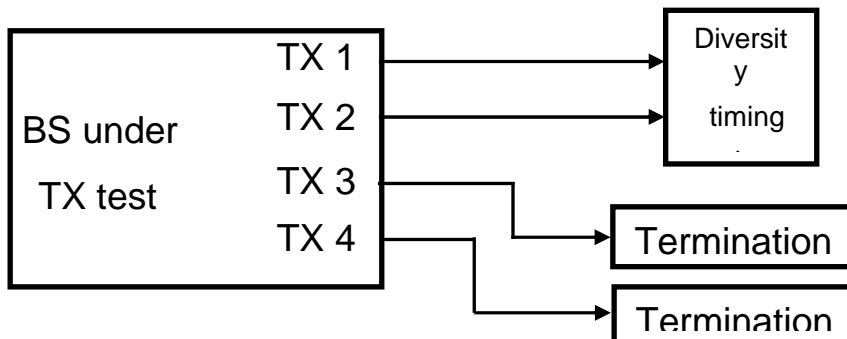 TX 1
TX 2
BS under
TX test
TX 3
TX 4
Diversit
y
timing
Termination
Termination